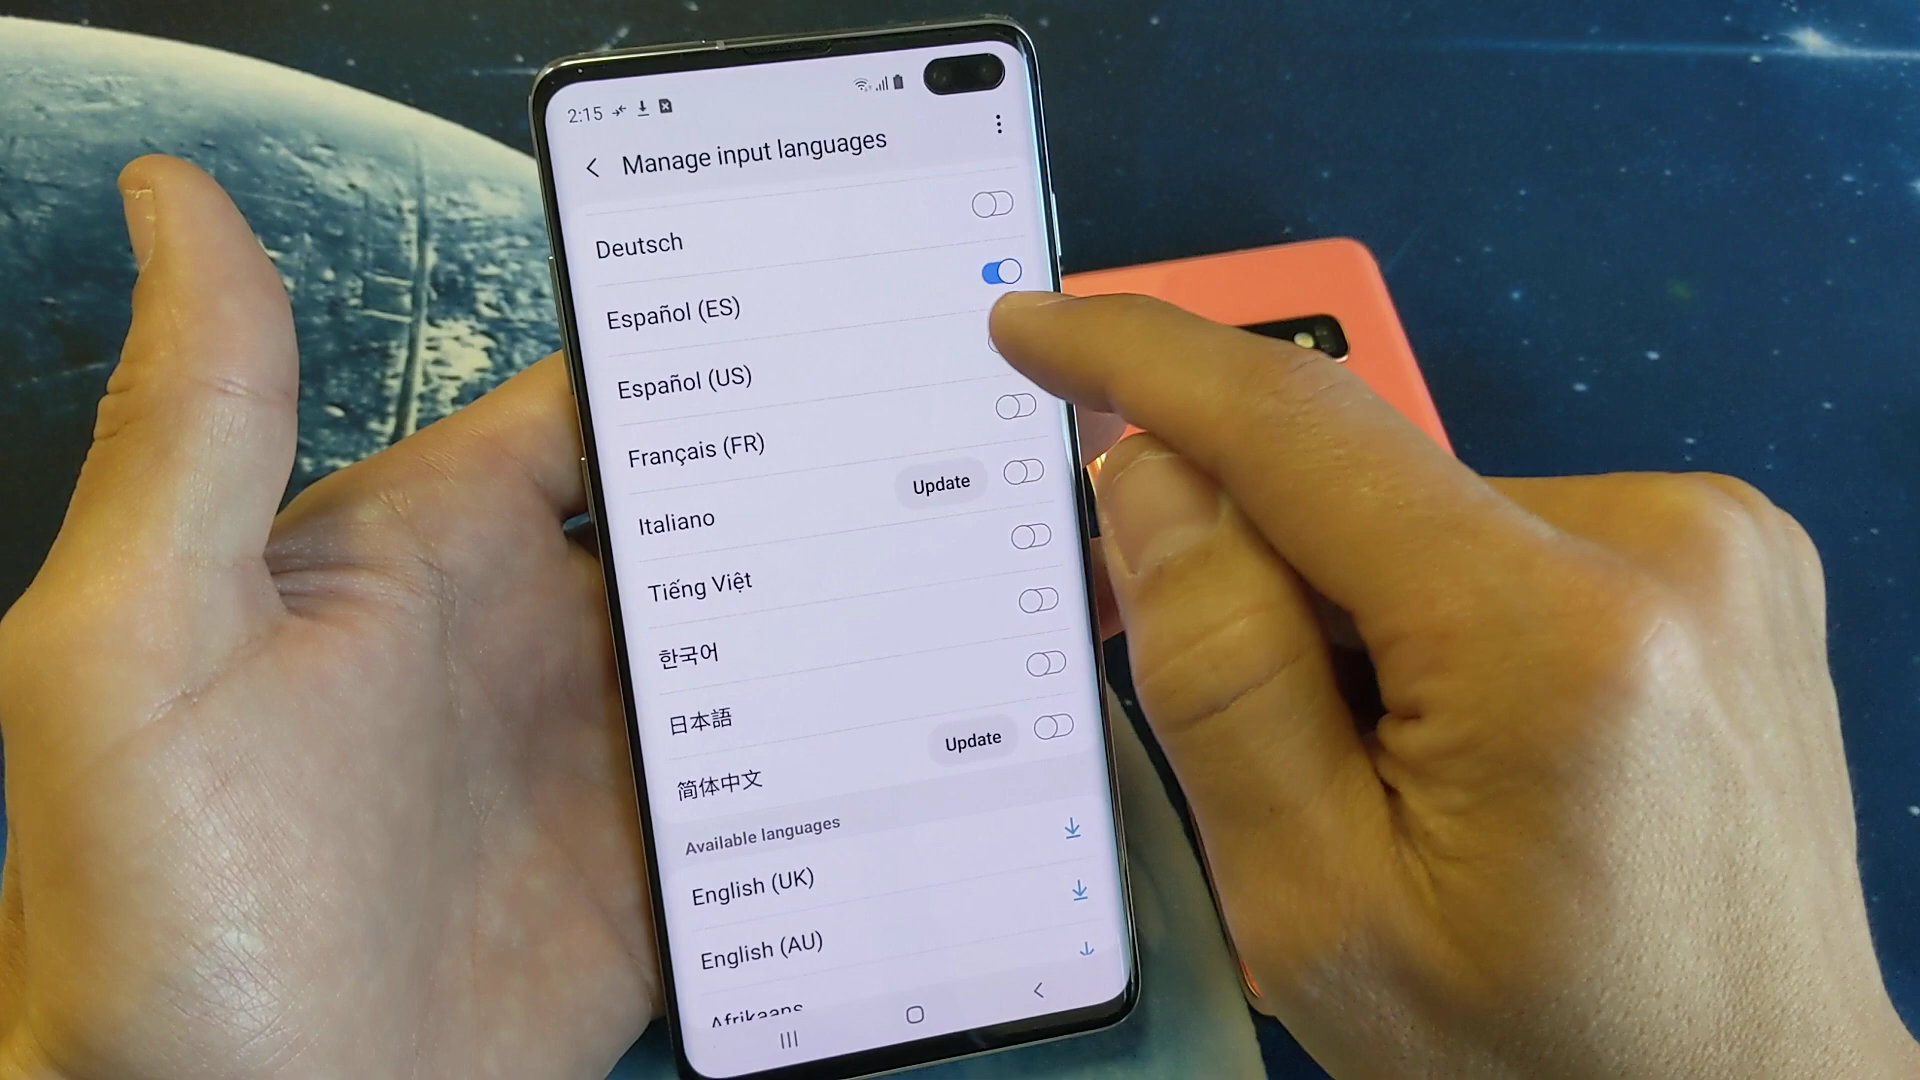 2:15
Manage input languages
Deutsch
Español (ES)
Español (US)
Français (FR)
Update
Italiano
Tiếng Việt
한국어
日本語
Update
简体中文
Available languages
English (UK)
English (AU)
Afrikaans